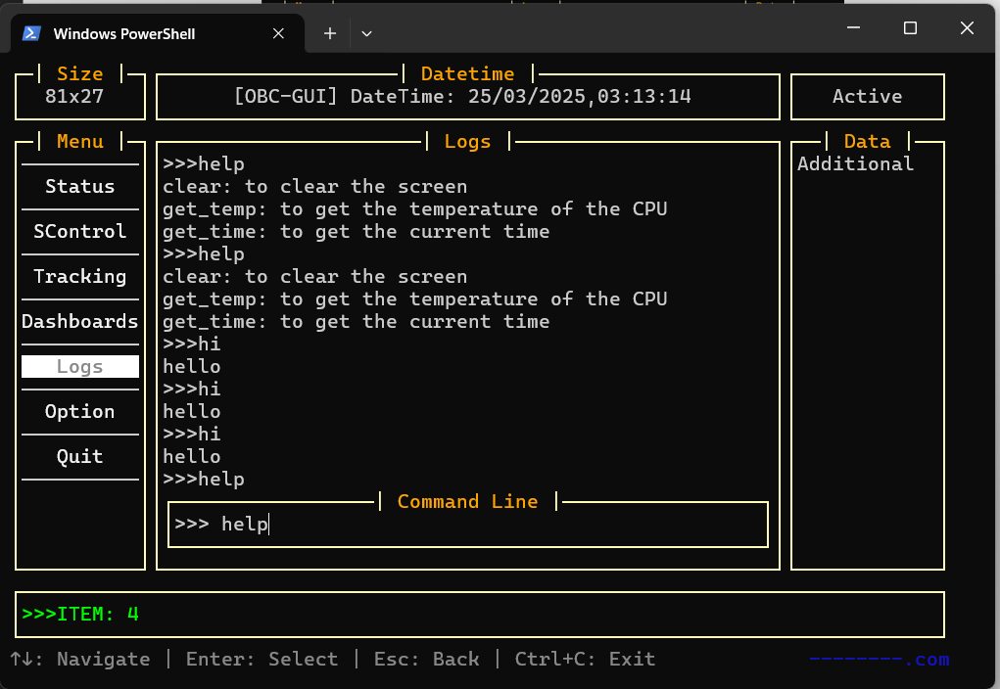 Windows PowerShell
Size
81x27
Datetime
[OBC-GUI] DateTime: 25/03/2025,03:13:14
Active
Menu
Status
SControl
Tracking
Dashboards
Logs
Option
Quit
Logs
>>>help
clear: to clear the screen
get_temp: to get the temperature of the CPU
get_time: to get the current time
>>>help
clear: to clear the screen
get_temp: to get the temperature of the CPU
get_time: to get the current time
>>>hi
hello
>>>hi
hello
>>>hi
hello
>>>help
Command Line
>>> help
Data
Additional
>>>ITEM: 4
↑↓: Navigate | Enter: Select | Esc: Back | Ctrl+C: Exit
--------.com